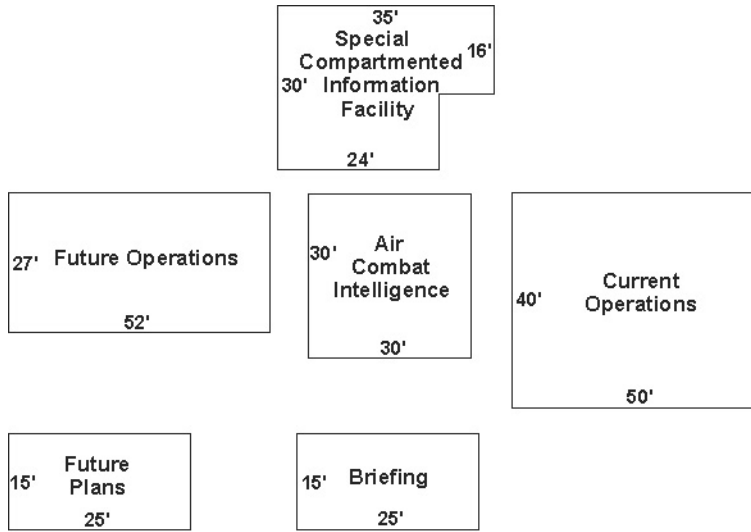 35'
Special
Compartmented
Information
Facility
16'
30'
24'
27'
Future Operations
52'
30'
Air
Combat
Intelligence
30'
40'
Current
Operations
50'
15'
Future
Plans
25'
15'
Briefing
25'